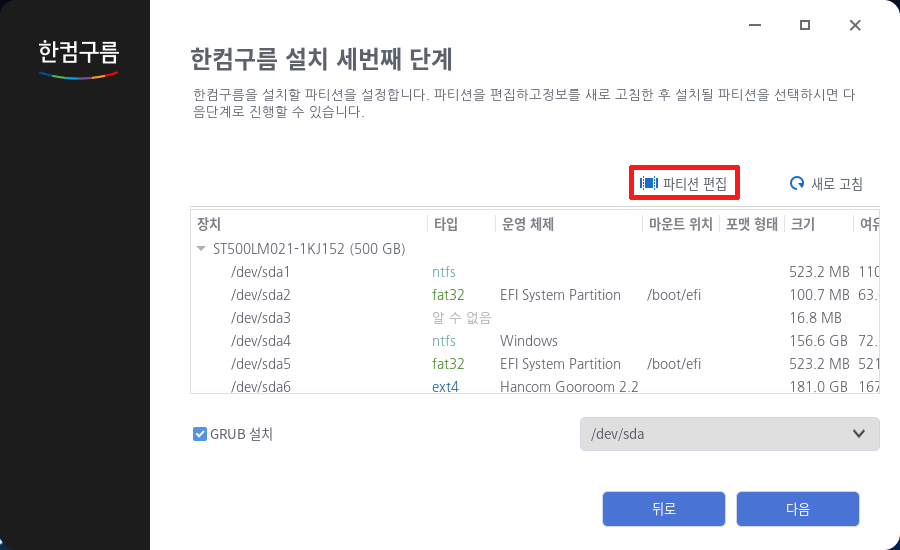 한컴구름
한컴구름 설치 세번째 단계
한컴구름을 설치할 파티션을 설정합니다. 파티션을 편집하고정보를 새로 고침한 후 설치될 파티션을 선택하시면 다
음단계로 진행할 수 있습니다.
파티션 편집 새로 고침
장치 타입 운영 체제 마운트 위치 포맷 형태 크기 여유
ST500LM021-1KJ152 (500 GB)
/dev/sda1 ntfs 523.2 MB 110
/dev/sda2 fat32 EFI System Partition /boot/efi 100.7 MB 63.
/dev/sda3 알 수 없음 16.8 MB
/dev/sda4 ntfs Windows 156.6 GB 72.
/dev/sda5 fat32 EFI System Partition /boot/efi 523.2 MB 521
/dev/sda6 ext4 Hancom Gooroom 2.2 181.0 GB 167
GRUB 설치 /dev/sda
뒤로 다음